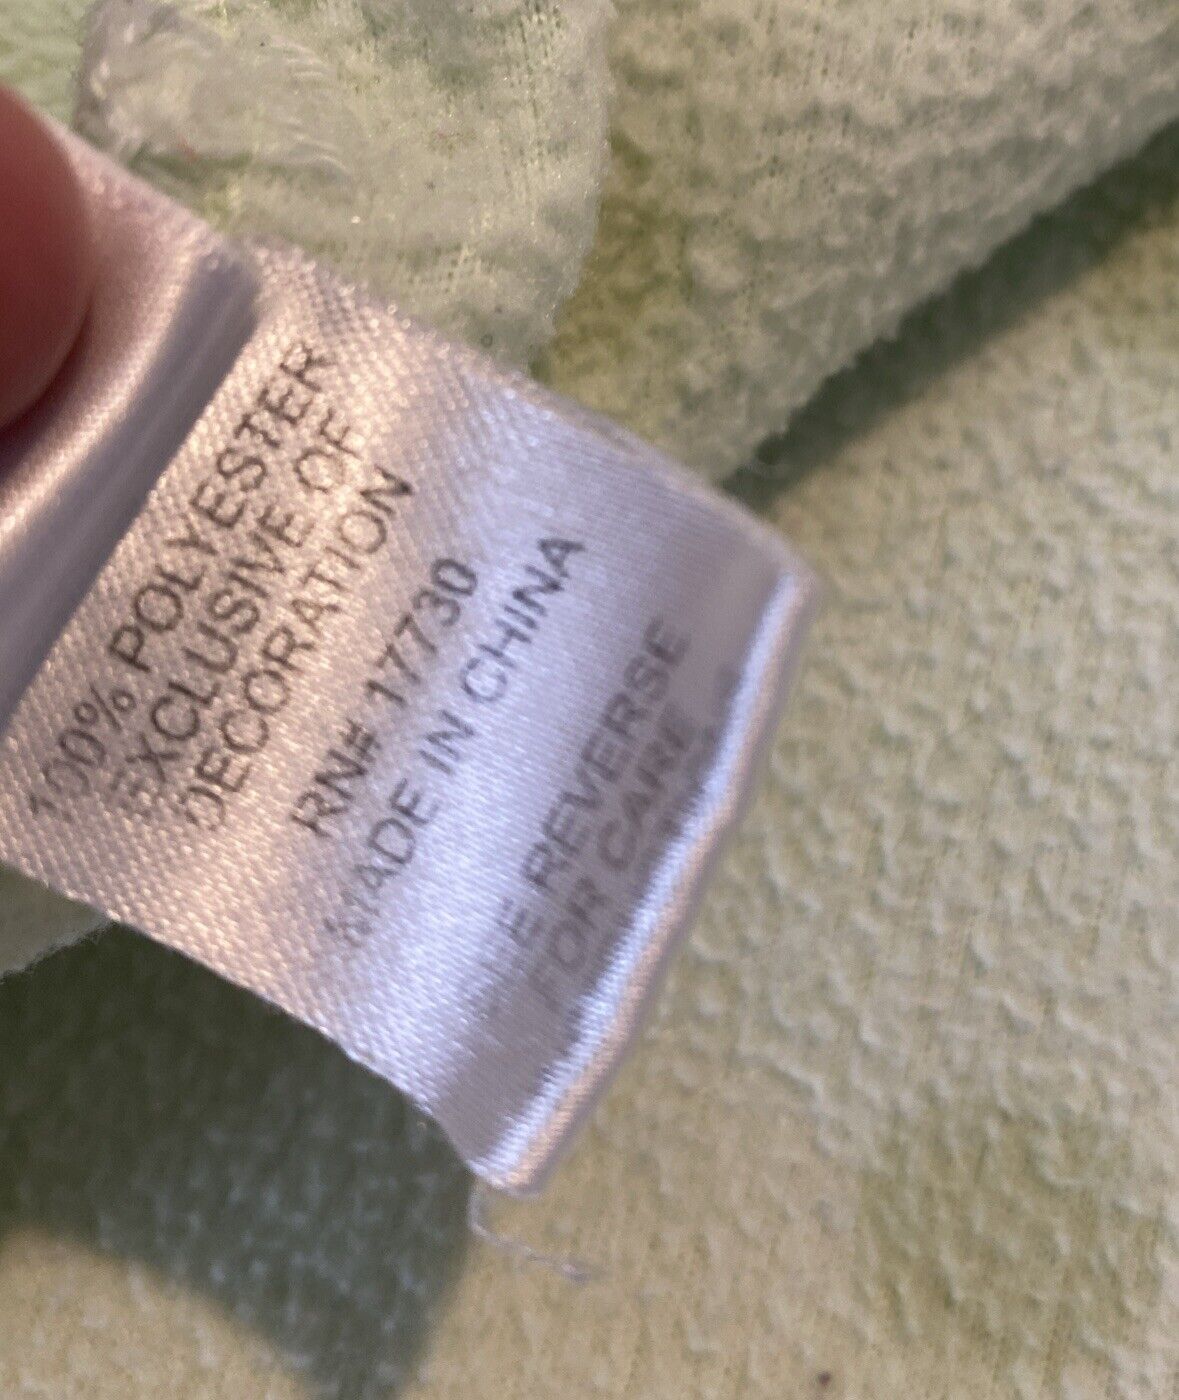 100% POLYESTER
EXCLUSIVE OF
DECORATION
RN# 17730
MADE IN CHINA
REVERSE
FOR CARE